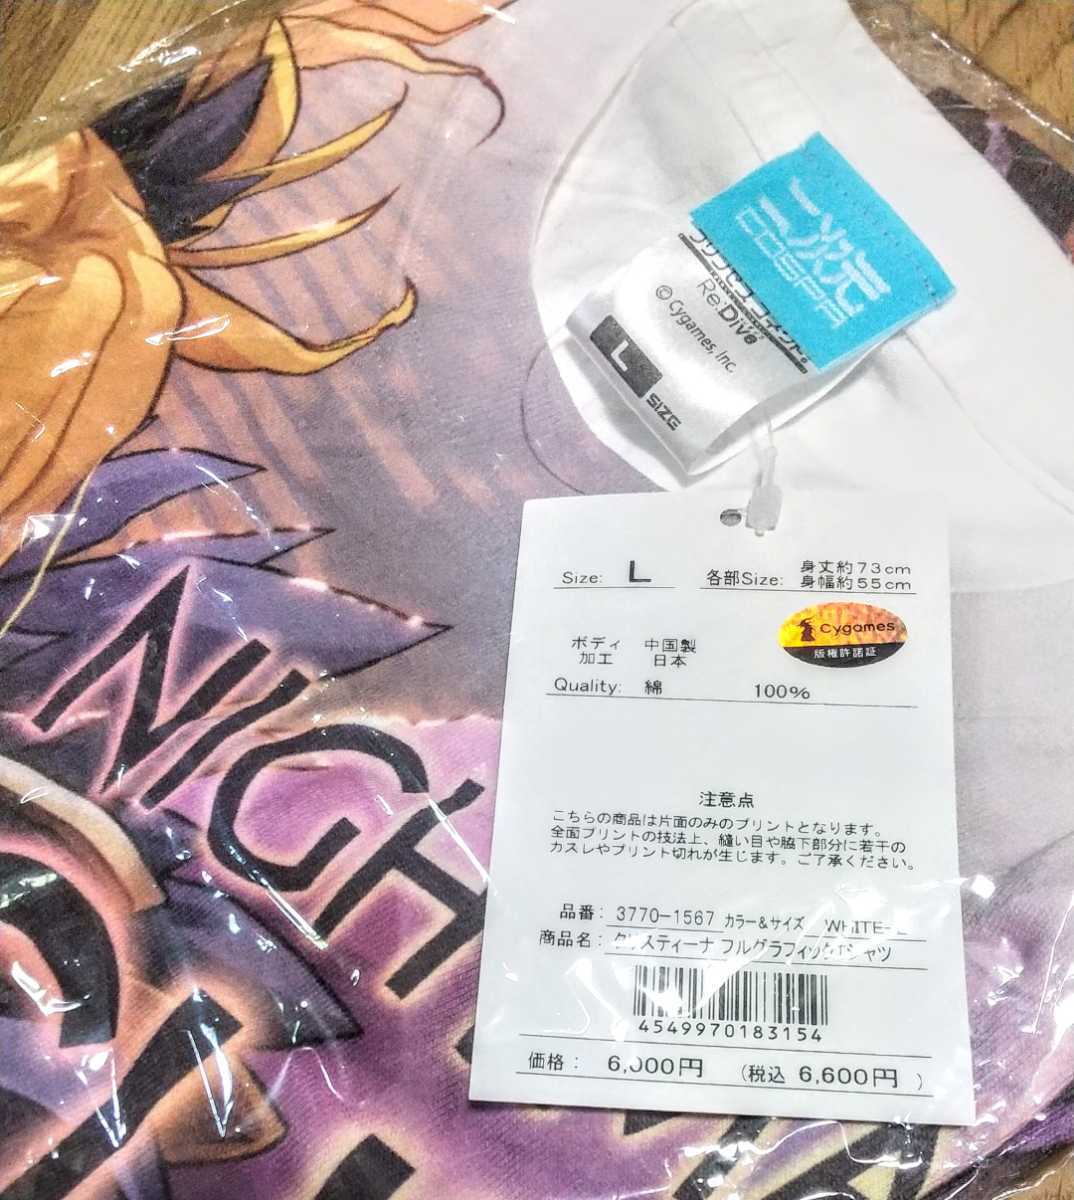 二次元
COSPA
プリンセスコネクト!
Re:Dive
© Cygames, Inc.
L
SIZE
Size: L
各部Size: 身丈約73cm
身幅約55cm
Cygames
版権許諾証
ボディ 中国製
加工 日本
Quality: 綿 100%
注意点
こちらの商品は片面のみのプリントとなります。
全面プリントの技法上、縫い目や脇下部分に若干の
カスレやプリント切れが生じます。ご了承ください。
品番: 3770-1567 カラー&サイズ WHITE-L
商品名: クリスティーナ フルグラフィックTシャツ
4549970183154
価格: 6,000円 (税込 6,600円)
NIGH